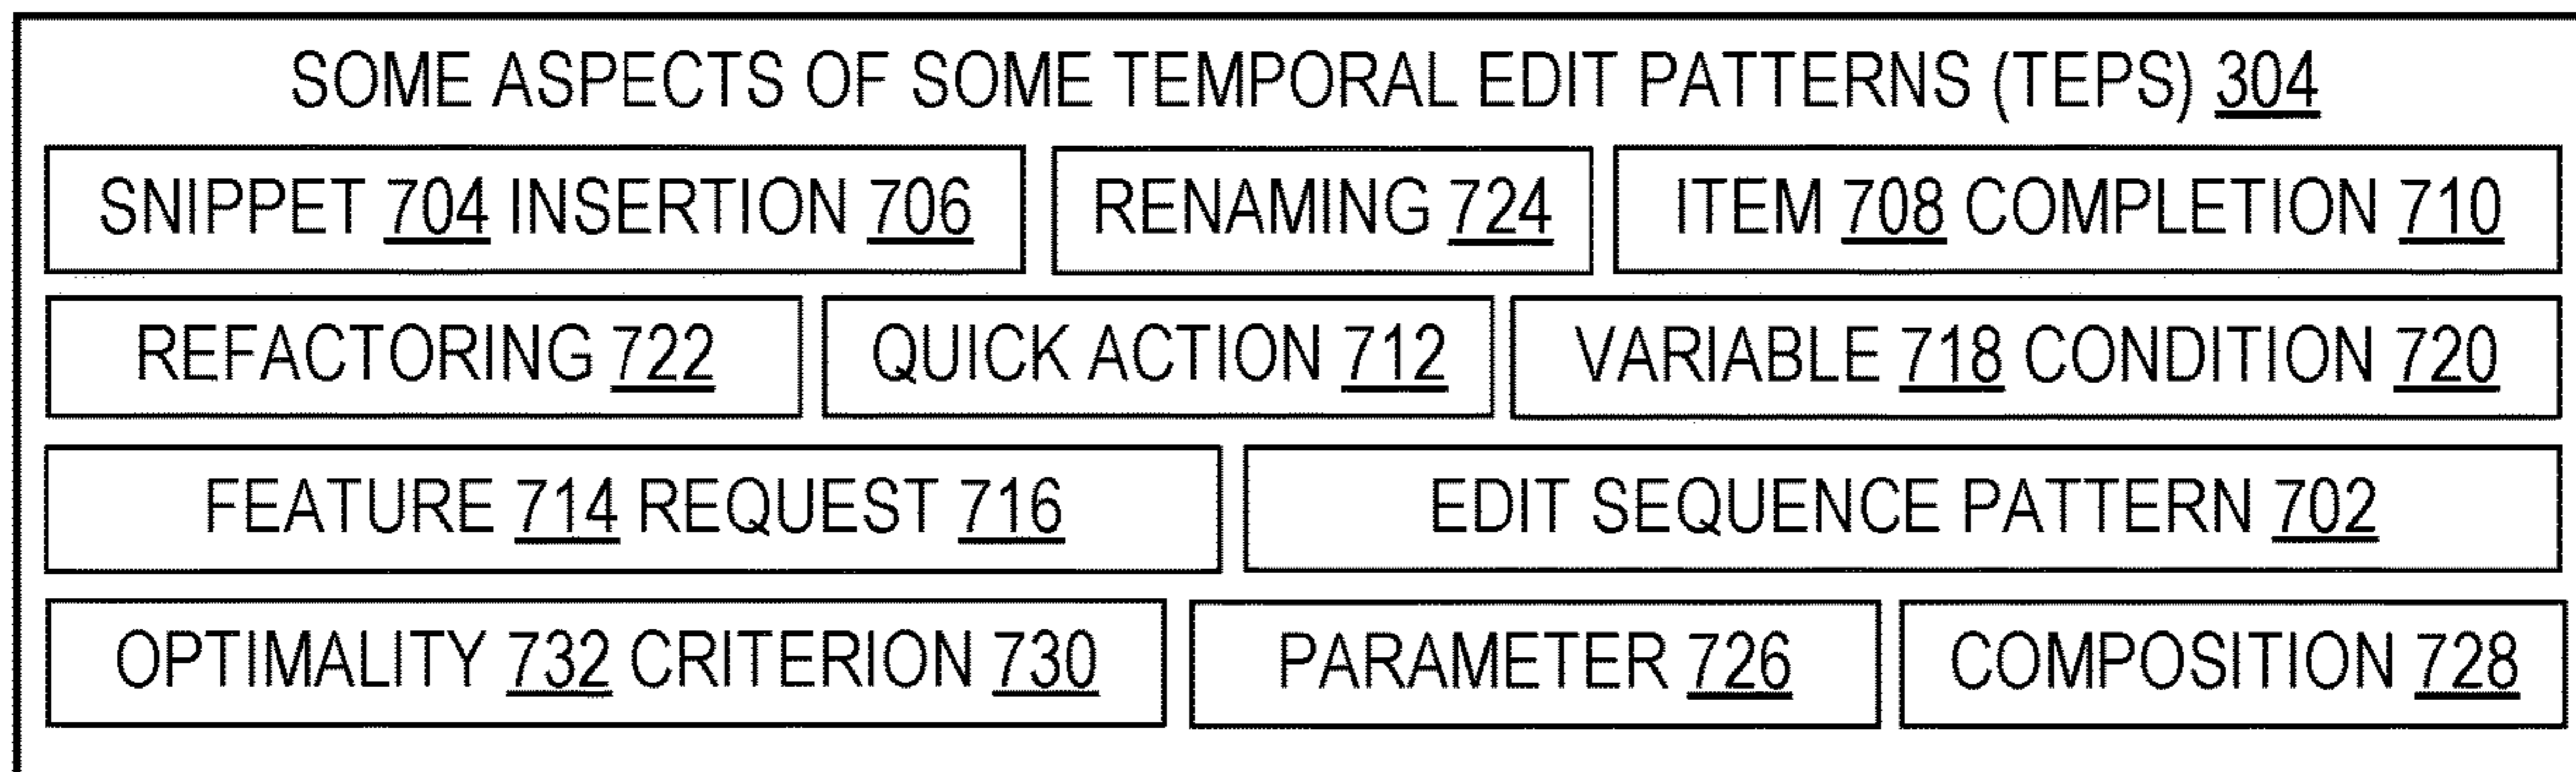 SOME ASPECTS OF SOME TEMPORAL EDIT PATTERNS (TEPS) 304
SNIPPET 704 INSERTION 706
RENAMING 724
ITEM 708 COMPLETION 710
REFACTORING 722
QUICK ACTION 712
VARIABLE 718 CONDITION 720
FEATURE 714 REQUEST 716
EDIT SEQUENCE PATTERN 702
OPTIMALITY 732 CRITERION 730
PARAMETER 726
COMPOSITION 728